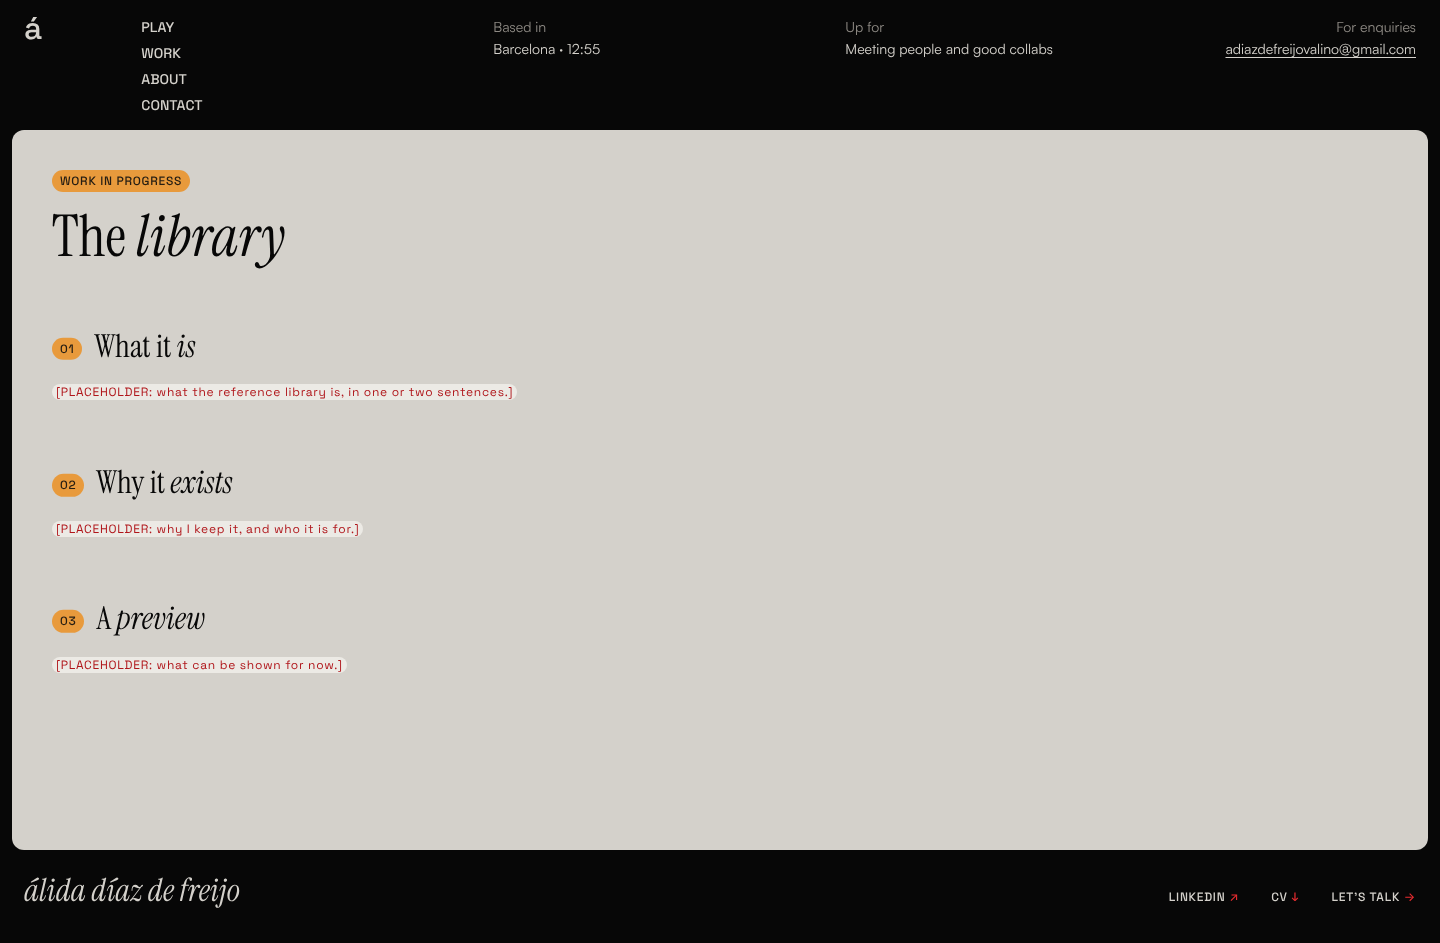 á
PLAY
WORK
ABOUT
CONTACT
Based in
Barcelona • 12:55
Up for
Meeting people and good collabs
For enquiries
adiazdefreijovalino@gmail.com
WORK IN PROGRESS
The library
01 What it is
[PLACEHOLDER: what the reference library is, in one or two sentences.]
02 Why it exists
[PLACEHOLDER: why I keep it, and who it is for.]
03 A preview
[PLACEHOLDER: what can be shown for now.]
álida díaz de freijo
LINKEDIN ↗ CV ↓ LET'S TALK →